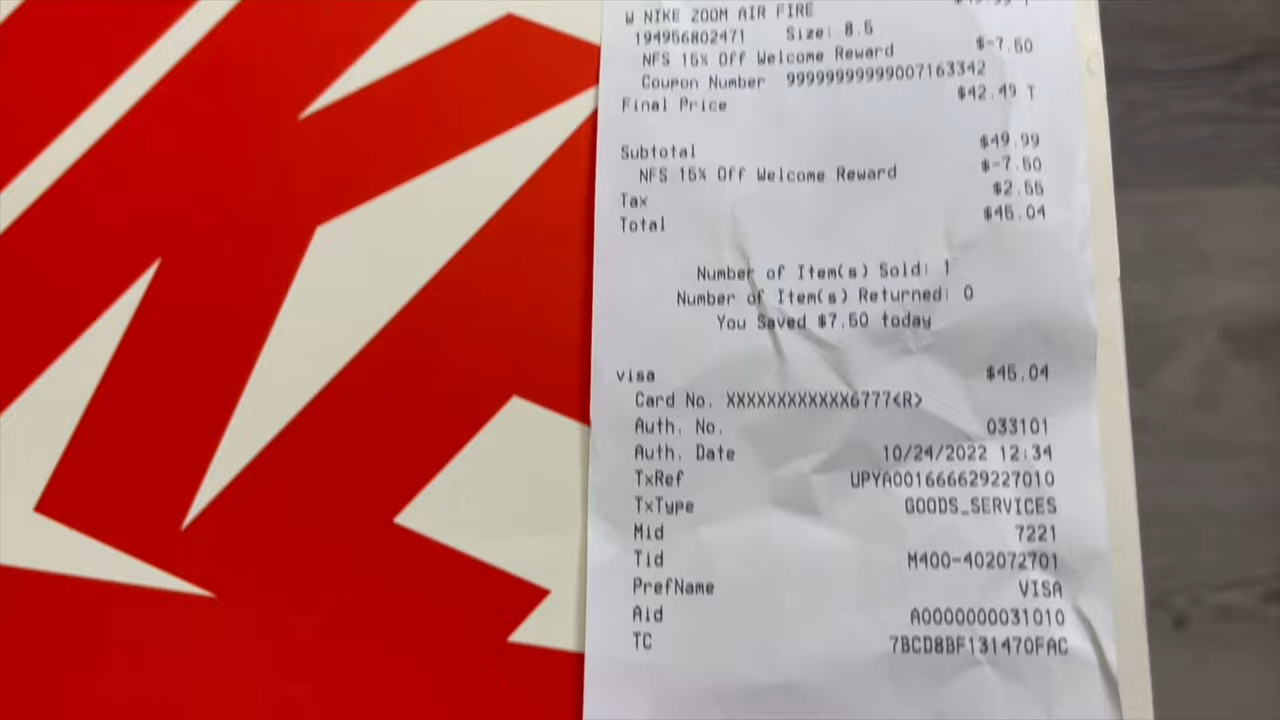 W NIKE ZOOM AIR FIRE
194956802471 Size: 8.5
NFS 15% Off Welcome Reward $-7.50
Coupon Number 99999999999007163342
Final Price $42.49 T
Subtotal $49.99
NFS 15% Off Welcome Reward $-7.50
Tax $2.55
Total $45.04
Number of Item(s) Sold: 1
Number of Item(s) Returned: 0
You Saved $7.50 today
visa $45.04
Card No. XXXXXXXXXXXX6777<R>
Auth. No. 033101
Auth. Date 10/24/2022 12:34
TxRef UPYA001666629227010
TxType GOODS_SERVICES
Mid 7221
Tid M400-402072701
PrefName VISA
Aid A0000000031010
TC 7BCD8BF131470FAC